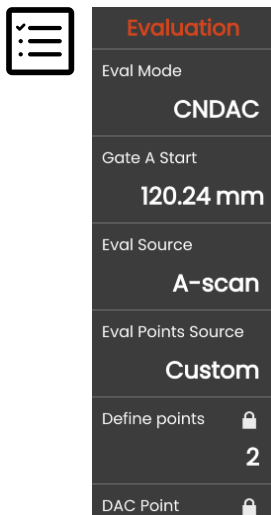 Evaluation
Eval Mode
CNDAC
Gate A Start
120.24 mm
Eval Source
A-scan
Eval Points Source
Custom
Define points
2
DAC Point